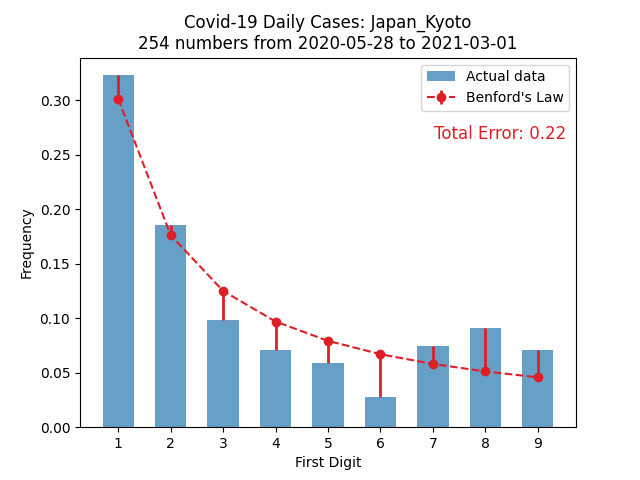 Covid-19 Daily Cases: Japan_Kyoto
254 numbers from 2020-05-28 to 2021-03-01
Actual data
Benford's Law
Total Error: 0.22
Frequency
0.30
0.25
0.20
0.15
0.10
0.05
0.00
1 2 3 4 5 6 7 8 9
First Digit